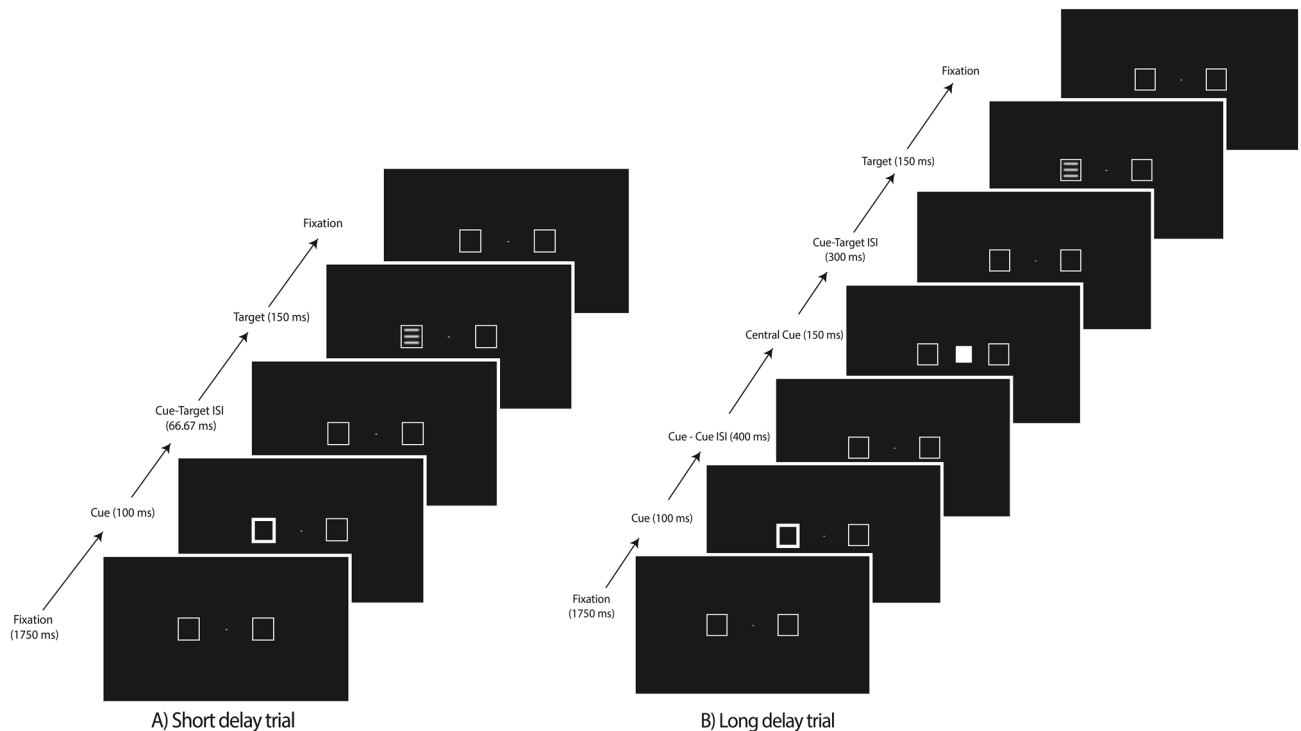 Fixation
Target (150 ms)
Cue-Target ISI
(66.67 ms)
Cue (100 ms)
Fixation
(1750 ms)
A) Short delay trial
Fixation
Target (150 ms)
Cue-Target ISI
(300 ms)
Central Cue (150 ms)
Cue - Cue ISI (400 ms)
Cue (100 ms)
Fixation
(1750 ms)
B) Long delay trial